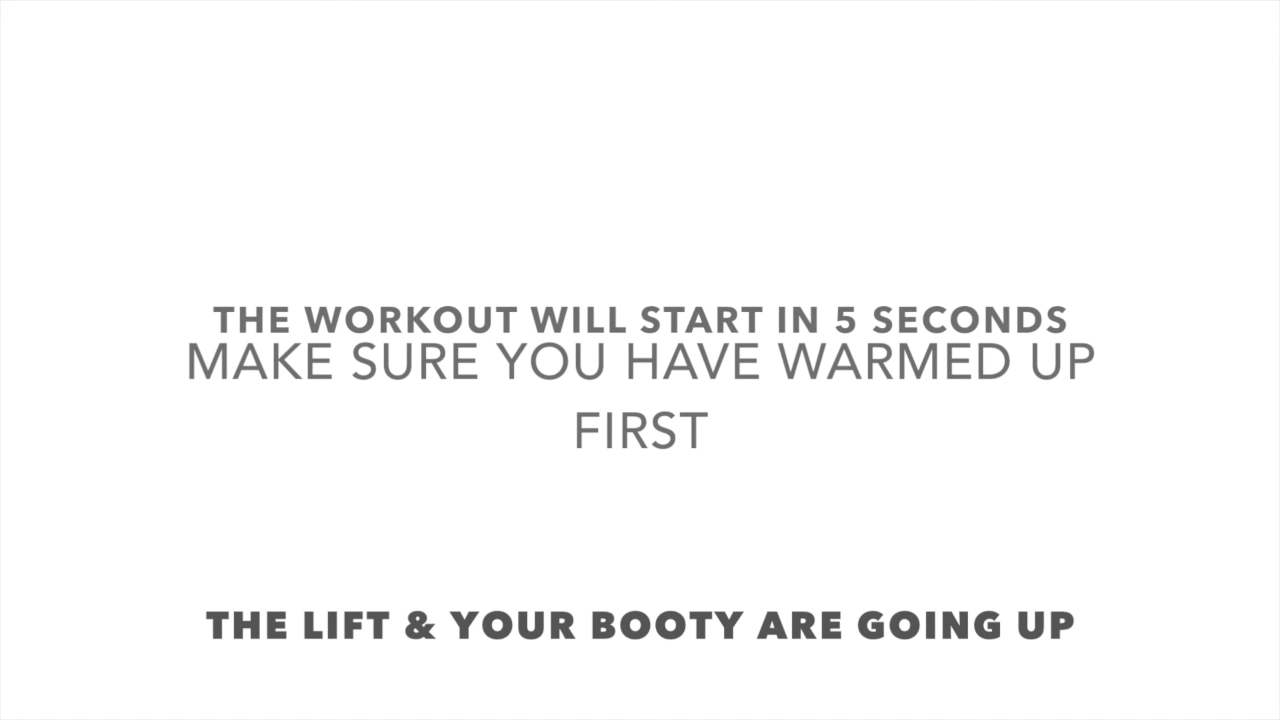 THE WORKOUT WILL START IN 5 SECONDS
MAKE SURE YOU HAVE WARMED UP
FIRST
THE LIFT & YOUR BOOTY ARE GOING UP